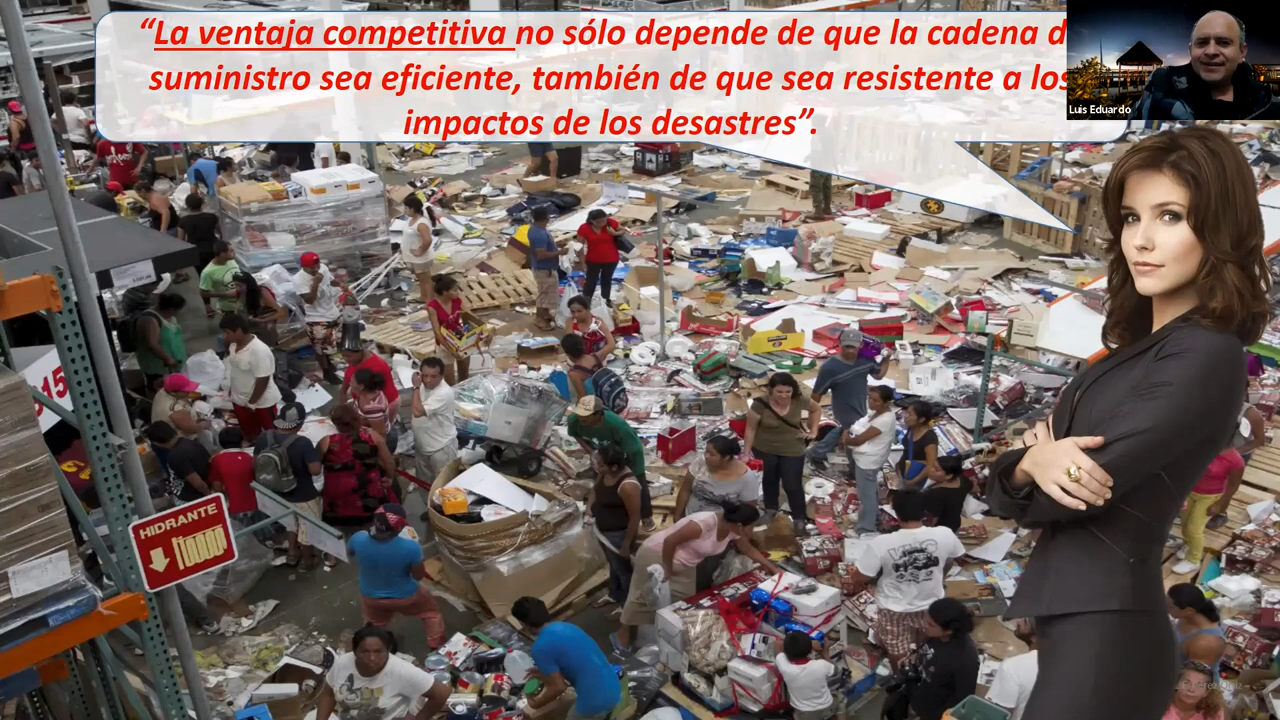 “La ventaja competitiva no sólo depende de que la cadena d
suministro sea eficiente, también de que sea resistente a los
impactos de los desastres”.
Luis Eduardo
HIDRANTE